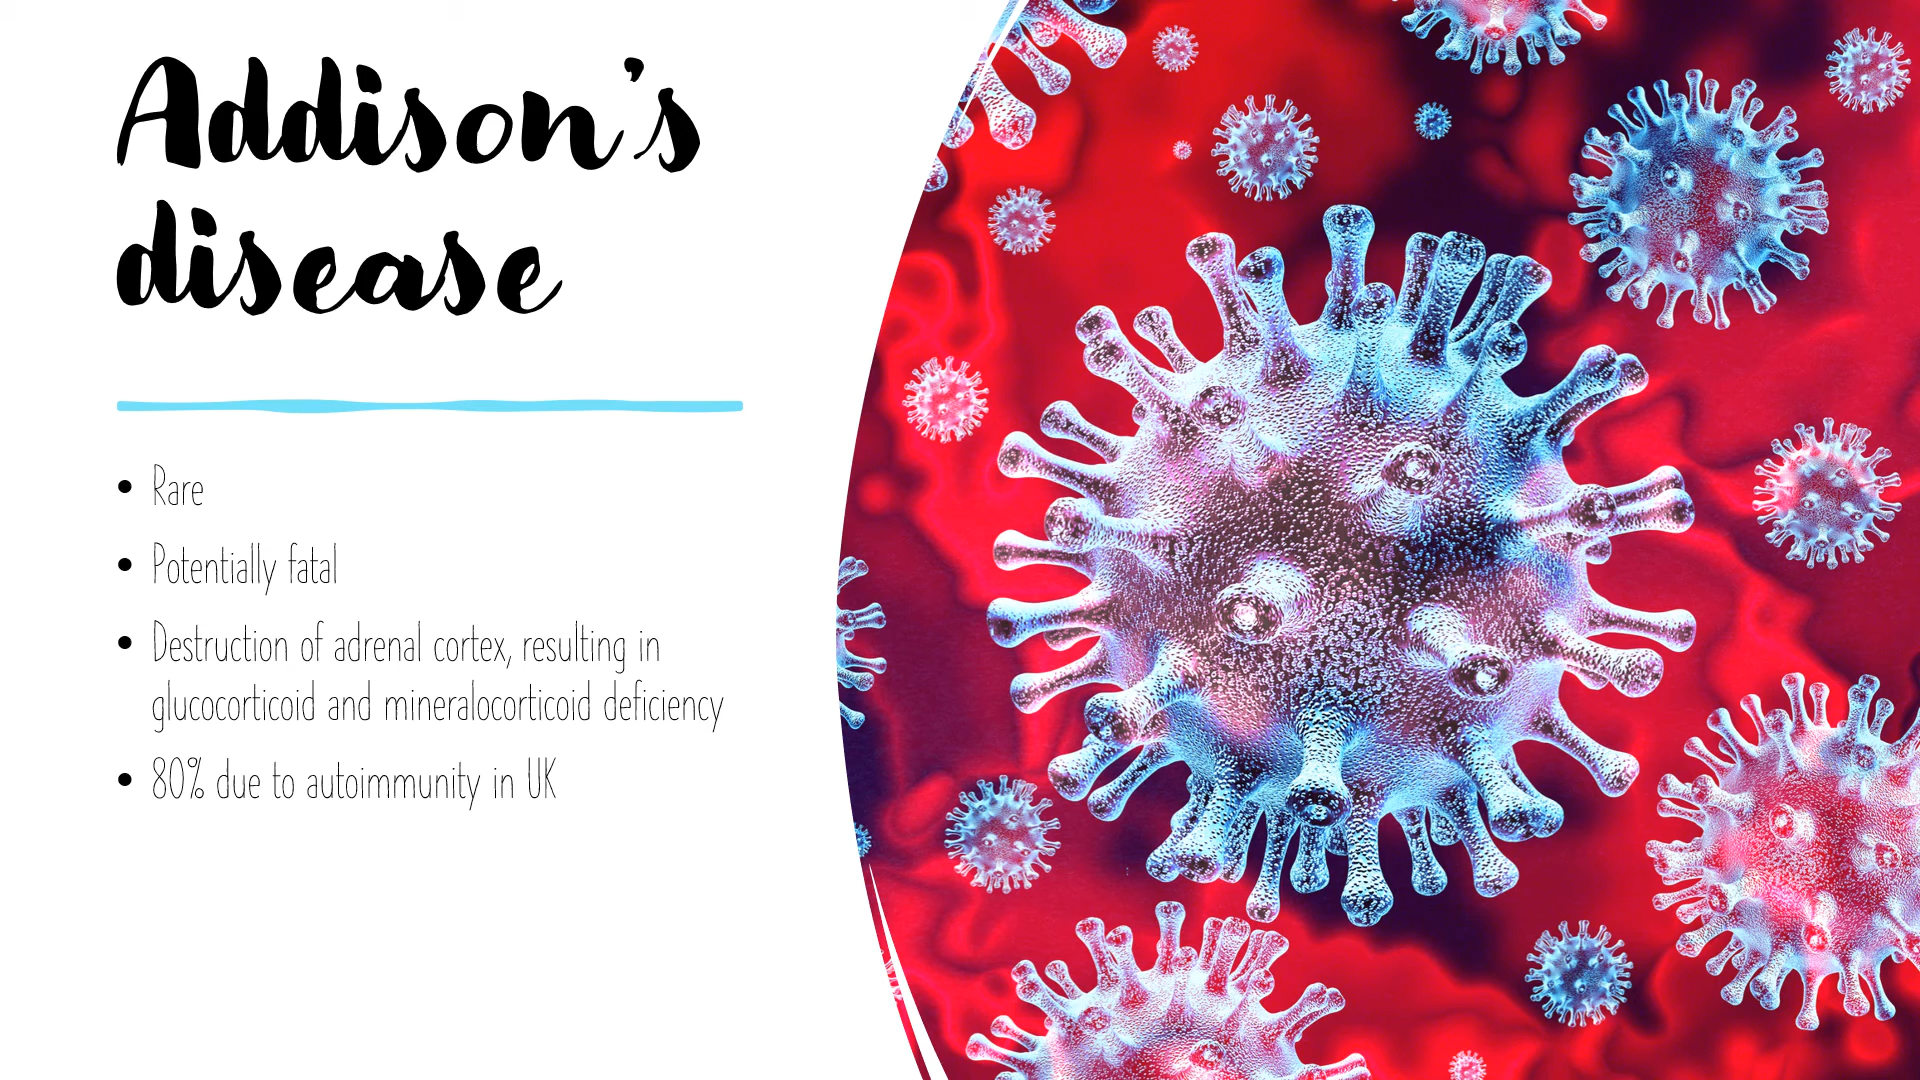 Addison's
disease
• Rare
• Potentially fatal
• Destruction of adrenal cortex, resulting in
glucocorticoid and mineralocorticoid deficiency
• 80% due to autoimmunity in UK